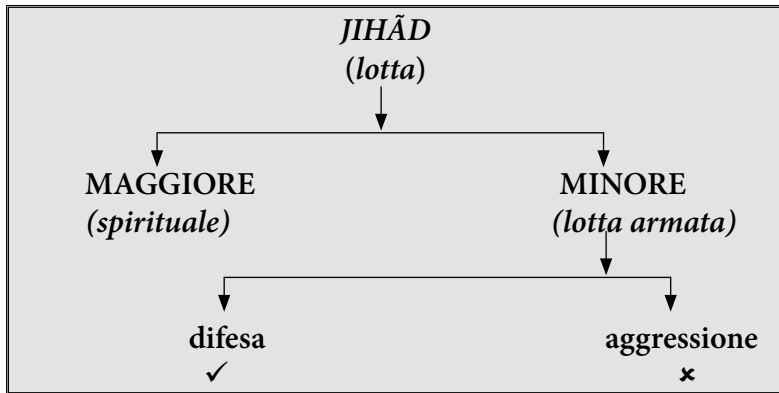 JIHÃD
(lotta)
MAGGIORE
(spirituale)
MINORE
(lotta armata)
difesa
✓
aggressione
✗